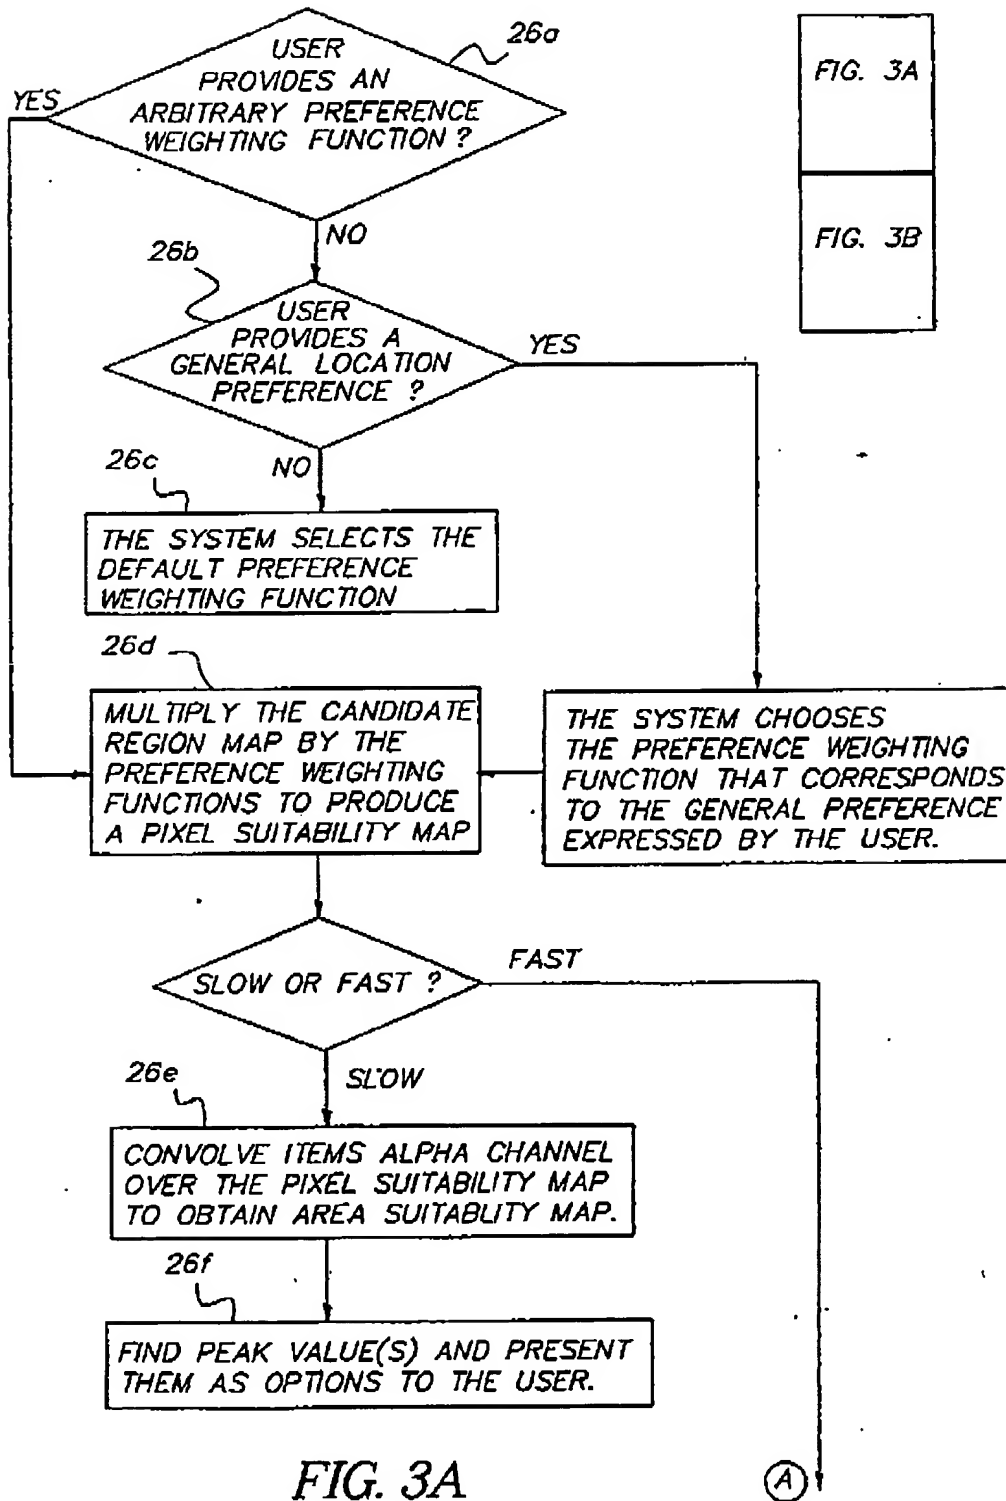 26a
USER
PROVIDES AN
ARBITRARY PREFERENCE
WEIGHTING FUNCTION ?
YES
NO
FIG. 3A
FIG. 3B
26b
USER
PROVIDES A
GENERAL LOCATION
PREFERENCE ?
YES
NO
26c
THE SYSTEM SELECTS THE
DEFAULT PREFERENCE
WEIGHTING FUNCTION
26d
MULTIPLY THE CANDIDATE
REGION MAP BY THE
PREFERENCE WEIGHTING
FUNCTIONS TO PRODUCE
A PIXEL SUITABILITY MAP
THE SYSTEM CHOOSES
THE PREFERENCE WEIGHTING
FUNCTION THAT CORRESPONDS
TO THE GENERAL PREFERENCE
EXPRESSED BY THE USER.
SLOW OR FAST ?
FAST
SLOW
26e
CONVOLVE ITEMS ALPHA CHANNEL
OVER THE PIXEL SUITABILITY MAP
TO OBTAIN AREA SUITABLITY MAP.
26f
FIND PEAK VALUE(S) AND PRESENT
THEM AS OPTIONS TO THE USER.
FIG. 3A
A